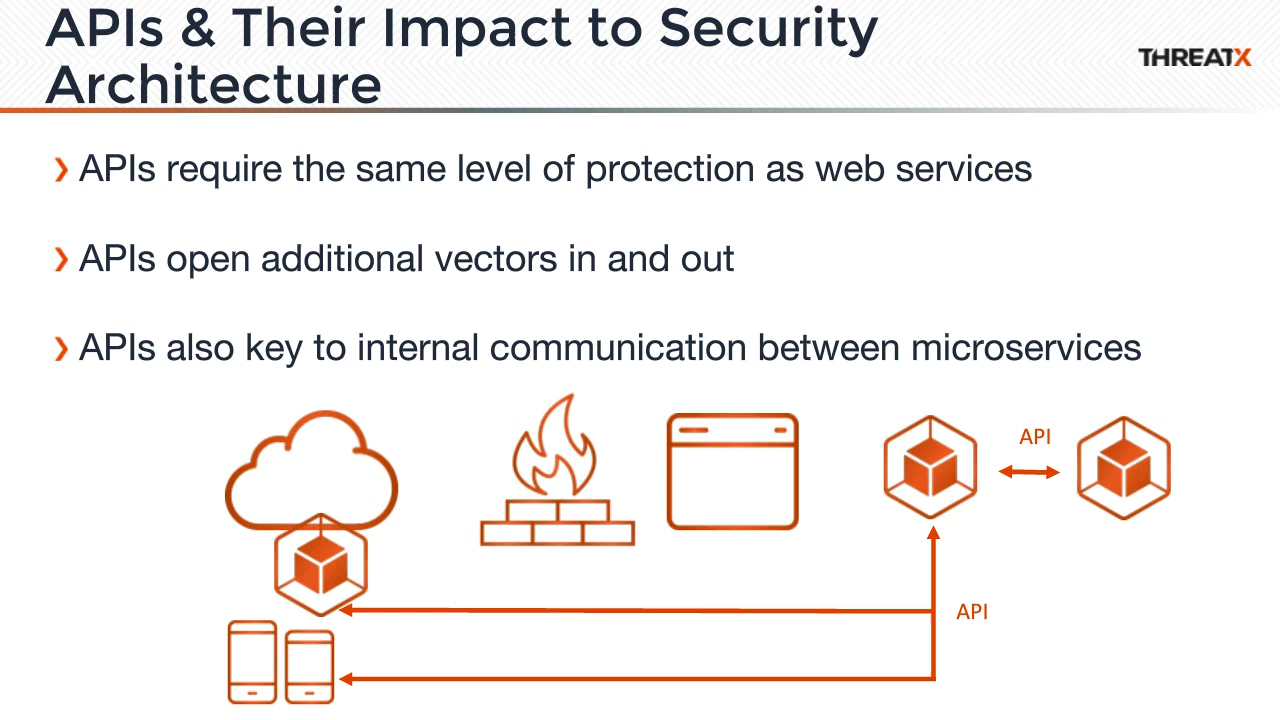 APIs & Their Impact to Security
Architecture
THREATX
❯ APIs require the same level of protection as web services
❯ APIs open additional vectors in and out
❯ APIs also key to internal communication between microservices
API
API